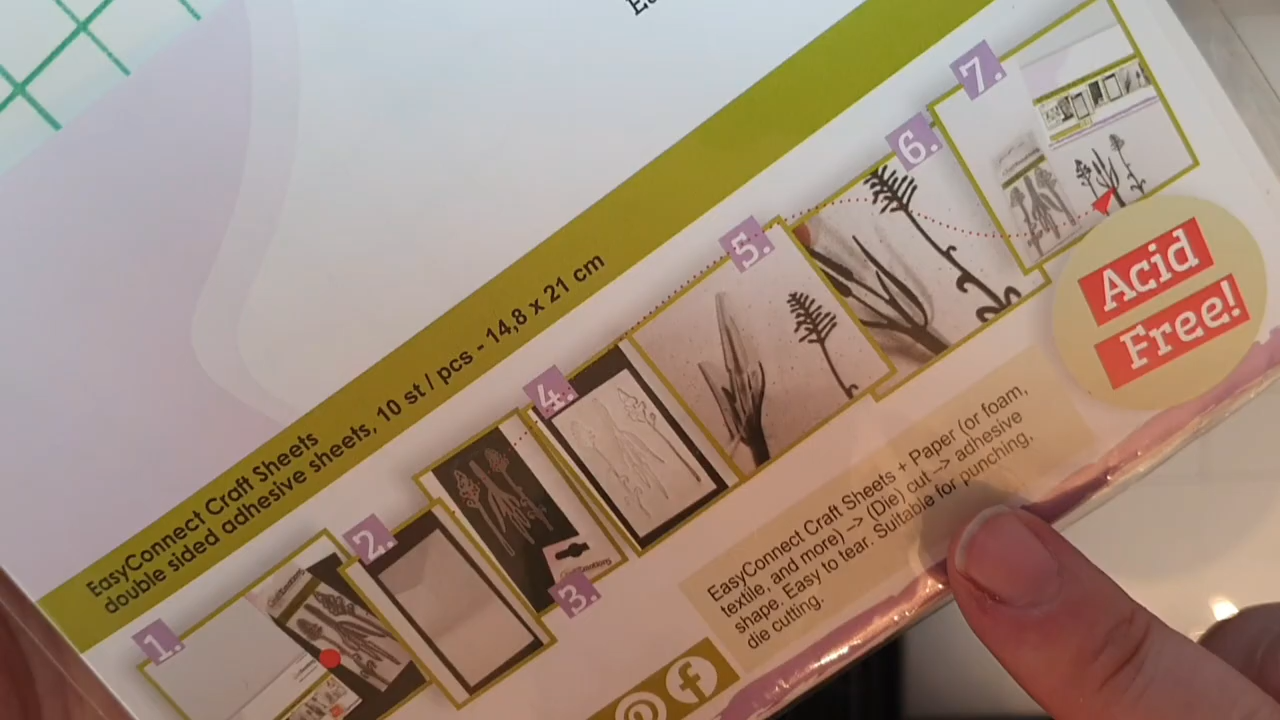 EasyConnect Craft Sheets
double sided adhesive sheets, 10 st / pcs - 14,8 x 21 cm
1.
2.
3.
4.
5.
6.
7.
Acid
Free!
EasyConnect Craft Sheets + Paper (or foam,
textile, and more) --> (Die) cut --> adhesive
shape. Easy to tear. Suitable for punching,
die cutting.